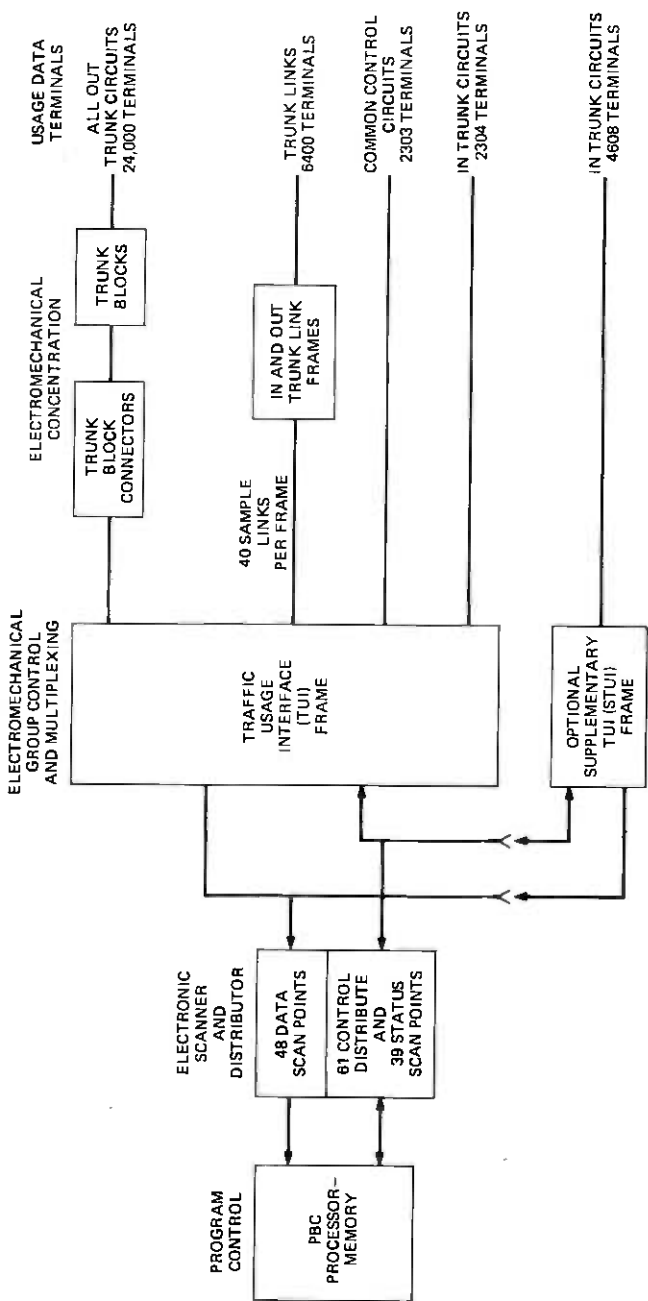 PROGRAM
CONTROL
PBC
PROCESSOR–
MEMORY
ELECTRONIC
SCANNER
AND
DISTRIBUTOR
48 DATA
SCAN POINTS
61 CONTROL
DISTRIBUTE
AND
39 STATUS
SCAN POINTS
ELECTROMECHANICAL
GROUP CONTROL
AND MULTIPLEXING
TRAFFIC
USAGE
INTERFACE
(TUI)
FRAME
OPTIONAL
SUPPLEMENTARY
TUI (STUI)
FRAME
ELECTROMECHANICAL
CONCENTRATION
TRUNK
BLOCK
CONNECTORS
TRUNK
BLOCKS
40 SAMPLE
LINKS
PER FRAME
IN AND OUT
TRUNK LINK
FRAMES
USAGE DATA
TERMINALS
ALL OUT
TRUNK CIRCUITS
24,000 TERMINALS
TRUNK LINKS
6400 TERMINALS
COMMON CONTROL
CIRCUITS
2303 TERMINALS
IN TRUNK CIRCUITS
2304 TERMINALS
IN TRUNK CIRCUITS
4608 TERMINALS